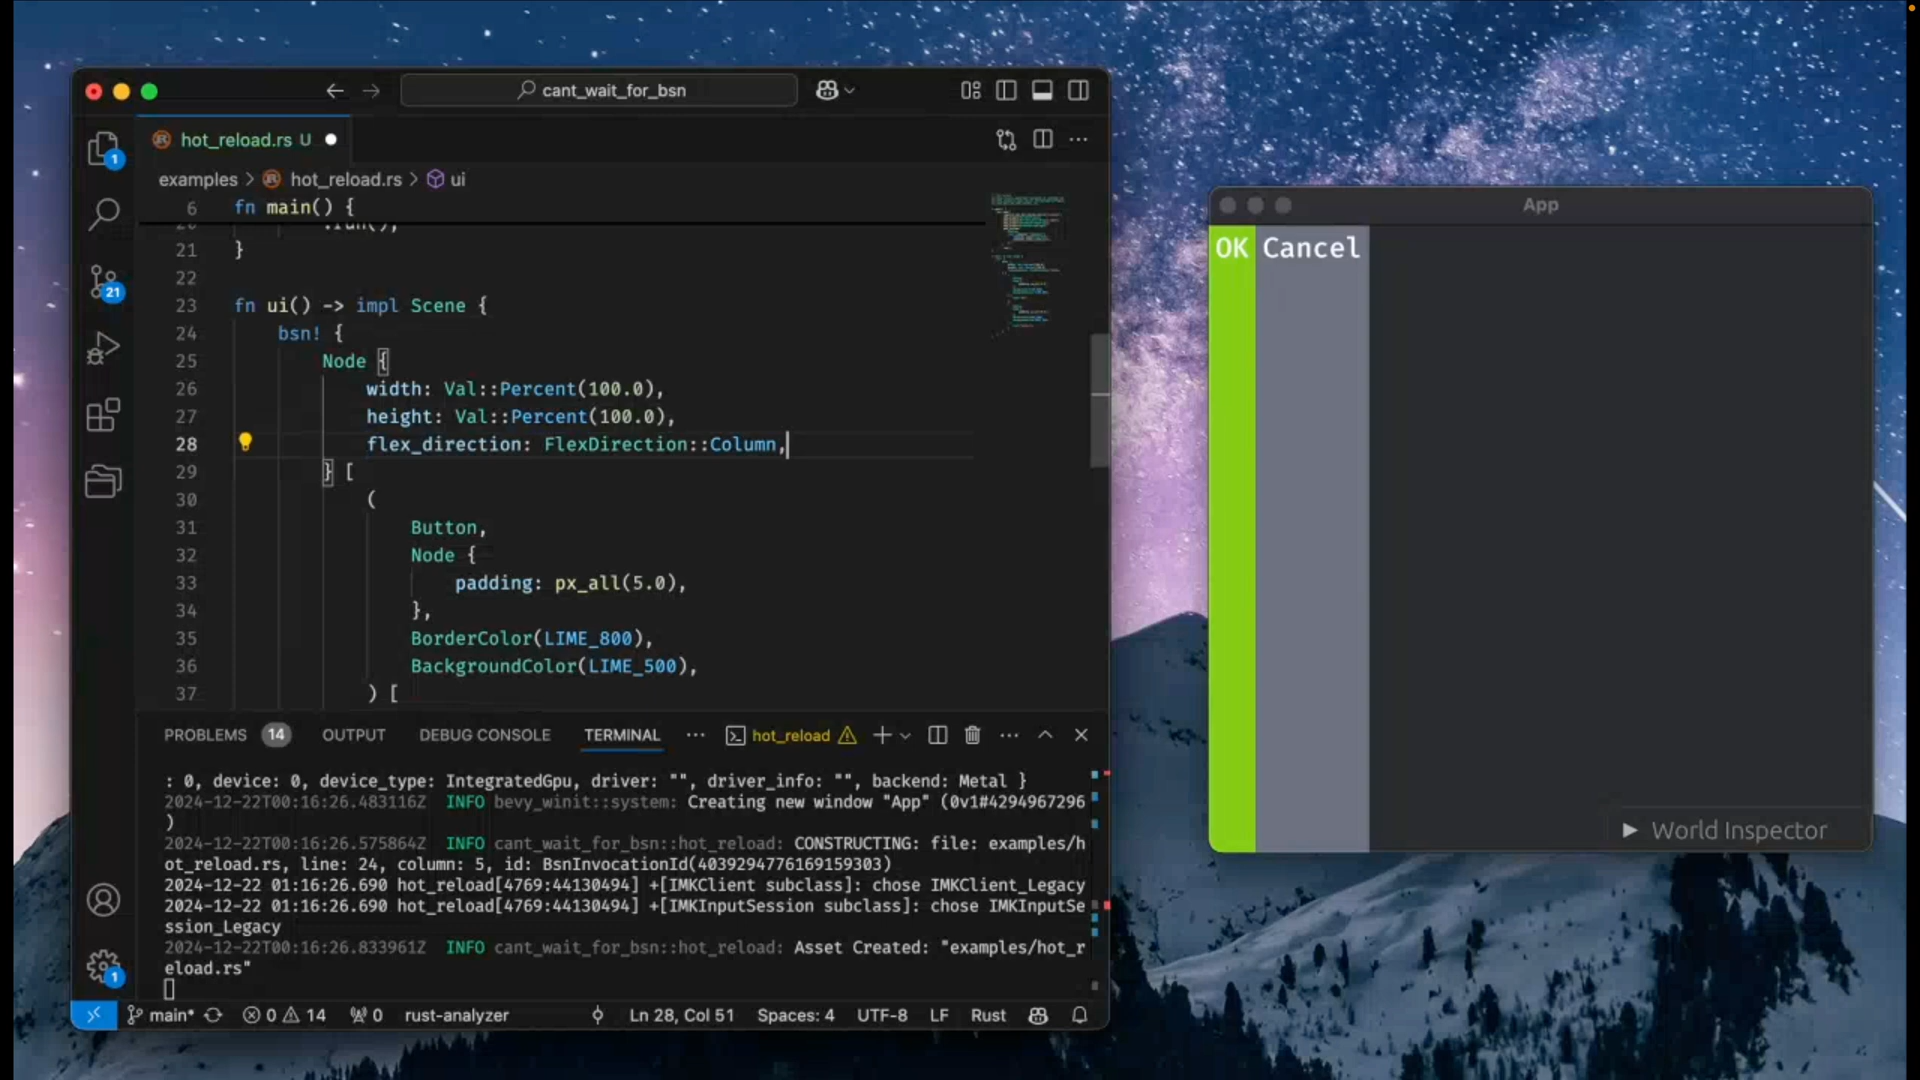 cant_wait_for_bsn
hot_reload.rs U
1
examples > hot_reload.rs > ui
6 fn main() {
20 .run();
21 }
22
23 fn ui() -> impl Scene {
24 bsn! {
25 Node {
26 width: Val::Percent(100.0),
27 height: Val::Percent(100.0),
28 flex_direction: FlexDirection::Column,
29 } [
30 (
31 Button,
32 Node {
33 padding: px_all(5.0),
34 },
35 BorderColor(LIME_800),
36 BackgroundColor(LIME_500),
37 ) [
21
PROBLEMS 14 OUTPUT DEBUG CONSOLE TERMINAL ··· hot_reload
: 0, device: 0, device_type: IntegratedGpu, driver: "", driver_info: "", backend: Metal }
2024-12-22T00:16:26.483116Z INFO bevy_winit::system: Creating new window "App" (0v1#4294967296
)
2024-12-22T00:16:26.575864Z INFO cant_wait_for_bsn::hot_reload: CONSTRUCTING: file: examples/h
ot_reload.rs, line: 24, column: 5, id: BsnInvocationId(4039294776169159303)
2024-12-22 01:16:26.690 hot_reload[4769:44130494] +[IMKClient subclass]: chose IMKClient_Legacy
2024-12-22 01:16:26.690 hot_reload[4769:44130494] +[IMKInputSession subclass]: chose IMKInputSe
ssion_Legacy
2024-12-22T00:16:26.833961Z INFO cant_wait_for_bsn::hot_reload: Asset Created: "examples/hot_r
eload.rs"
1
main* 0 14 0 rust-analyzer Ln 28, Col 51 Spaces: 4 UTF-8 LF Rust
App
OK Cancel
▶ World Inspector